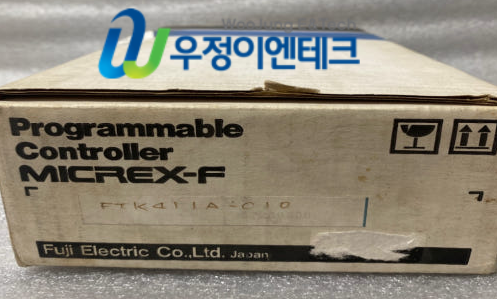 우정이엔테크
Programmable
Controller
MICREX-F
FTK411A-C10
Fuji Electric Co.,Ltd. Japan